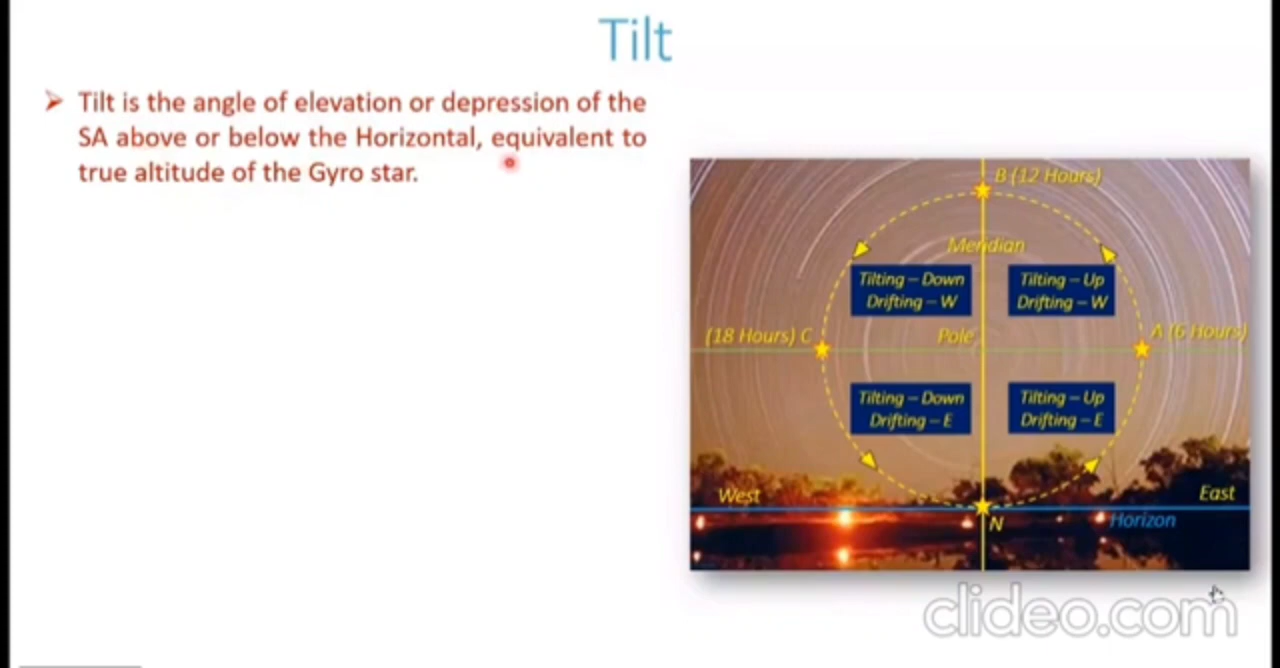 Tilt
➤ Tilt is the angle of elevation or depression of the
SA above or below the Horizontal, equivalent to
true altitude of the Gyro star.
B (12 Hours)
Meridian
Tilting – Down
Drifting – W
Tilting – Up
Drifting – W
(18 Hours) C
Pole
A (6 Hours)
Tilting – Down
Drifting – E
Tilting – Up
Drifting – E
West
East
N
Horizon
clideo.com